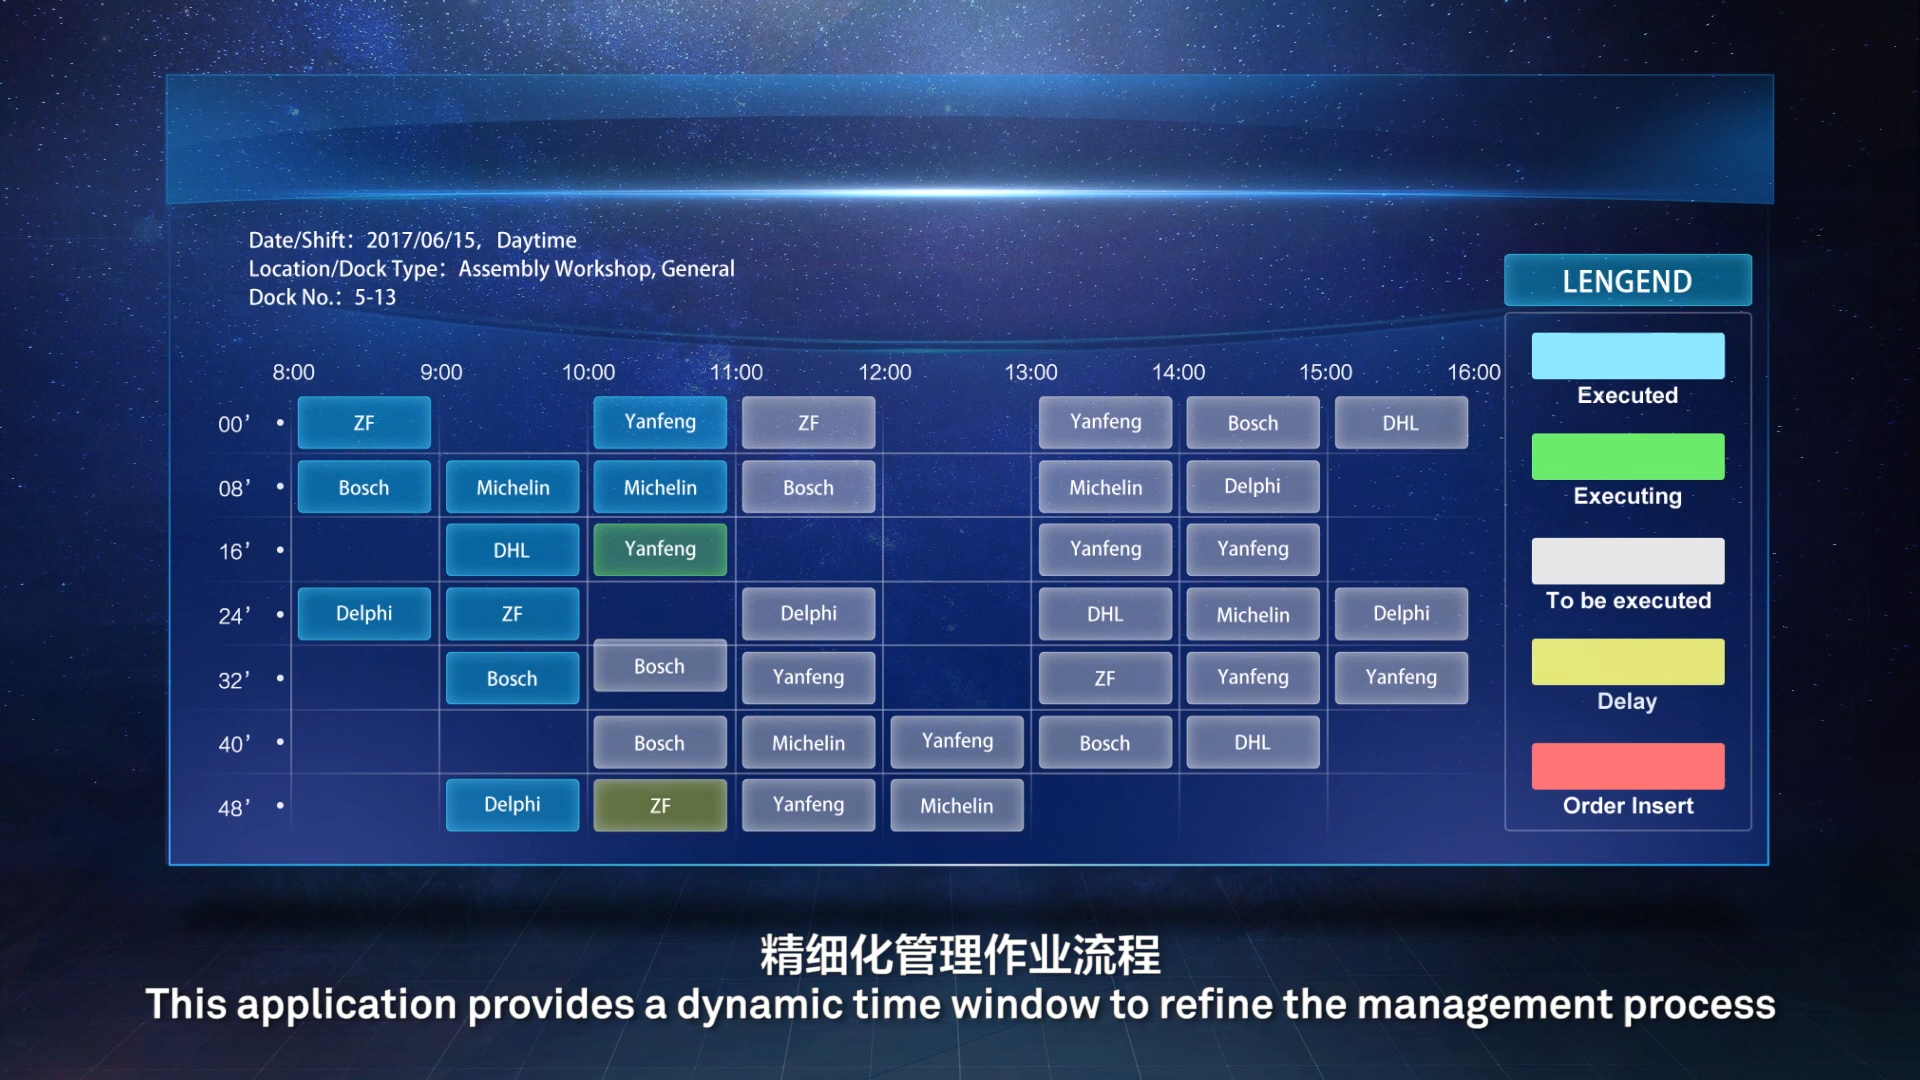 Date/Shift: 2017/06/15, Daytime
Location/Dock Type: Assembly Workshop, General
Dock No.: 5-13
LENGEND
8:00 9:00 10:00 11:00 12:00 13:00 14:00 15:00 16:00
00’ • ZF Yanfeng ZF Yanfeng Bosch DHL
08’ • Bosch Michelin Michelin Bosch Michelin Delphi
16’ • DHL Yanfeng Yanfeng Yanfeng
24’ • Delphi ZF Delphi DHL Michelin Delphi
32’ • Bosch Bosch Yanfeng ZF Yanfeng Yanfeng
40’ • Bosch Michelin Yanfeng Bosch DHL
48’ • Delphi ZF Yanfeng Michelin
Executed
Executing
To be executed
Delay
Order Insert
精细化管理作业流程
This application provides a dynamic time window to refine the management process